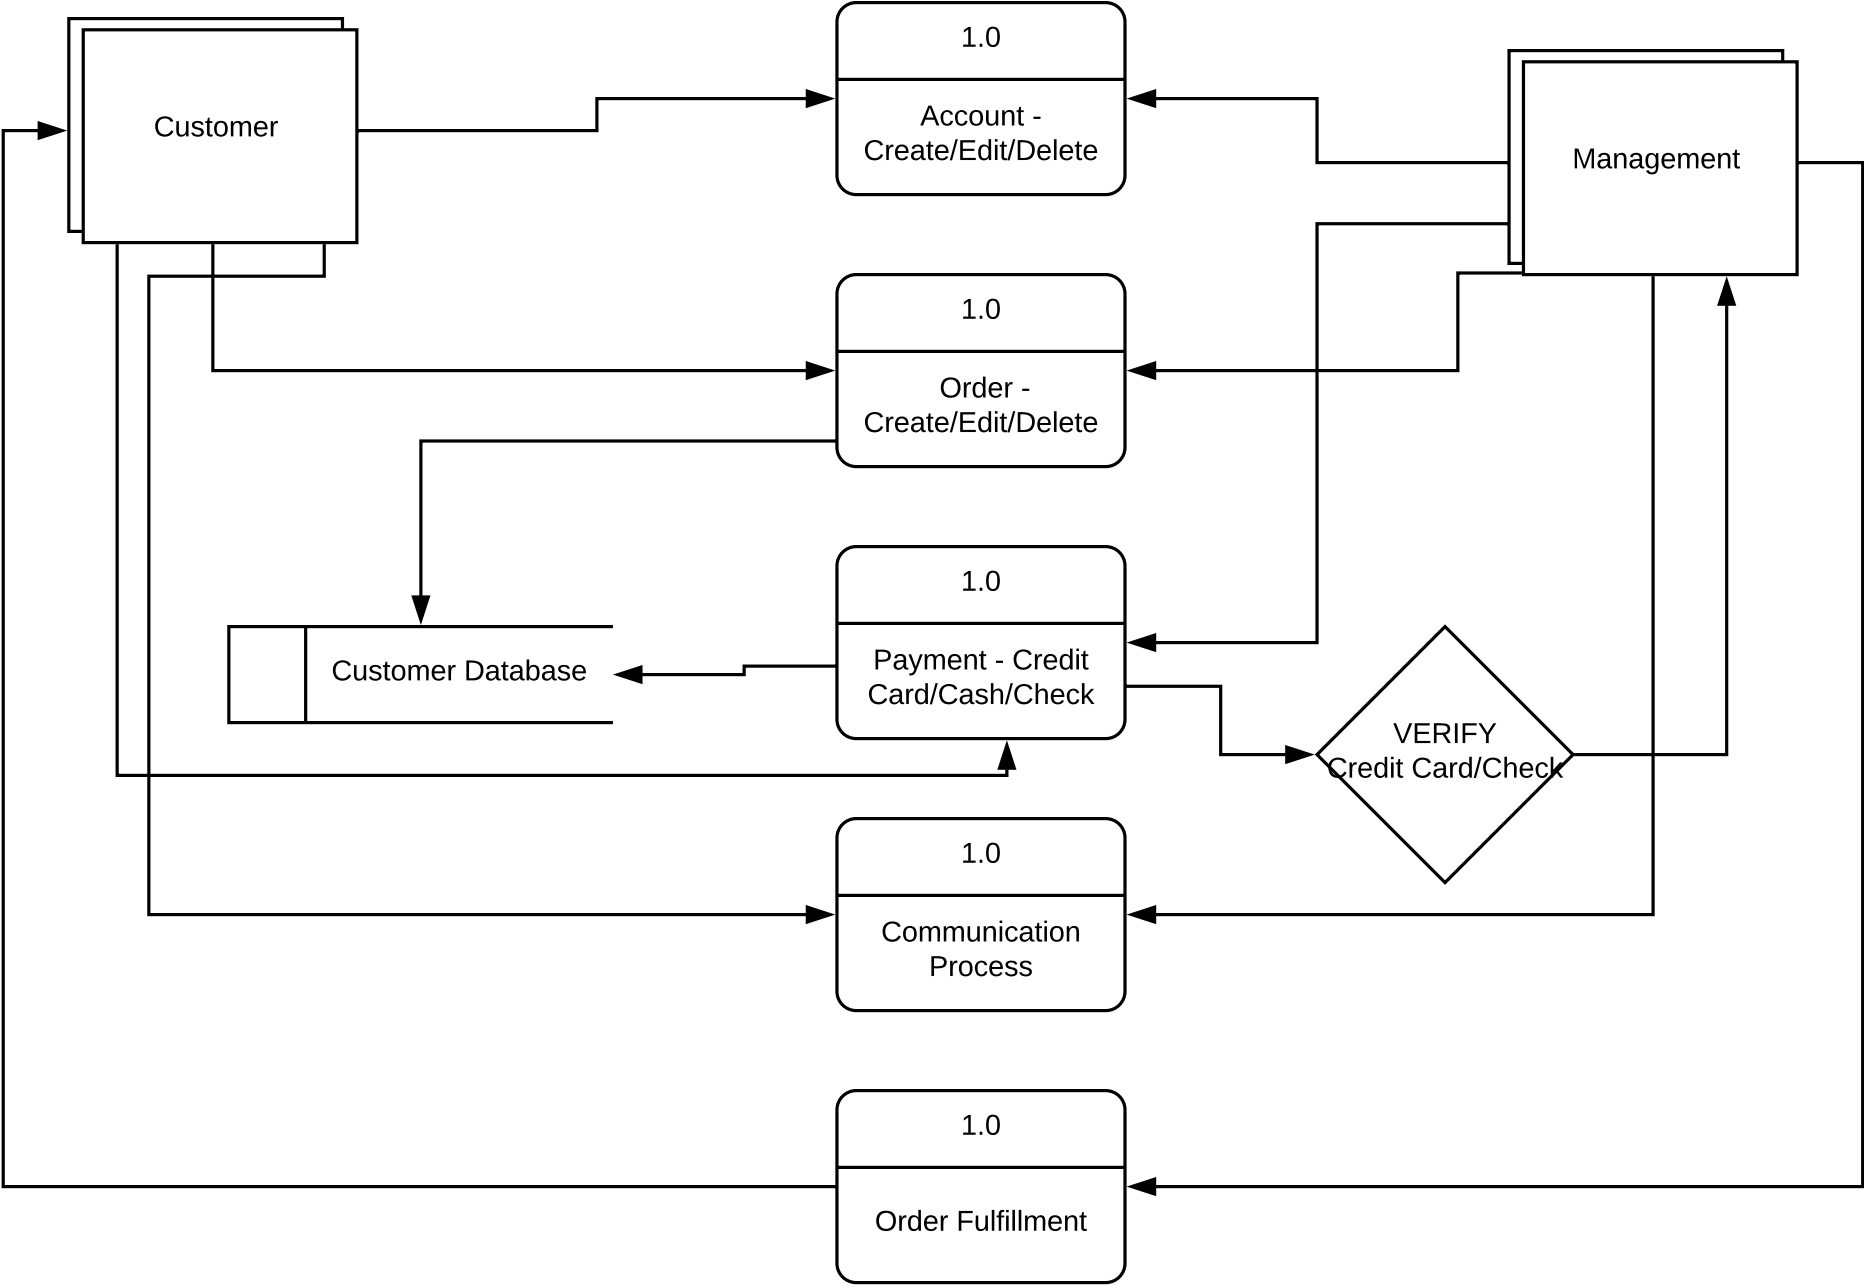 1.0
Account -
Create/Edit/Delete
Customer
Management
1.0
Order -
Create/Edit/Delete
1.0
Payment - Credit
Card/Cash/Check
Customer Database
VERIFY
Credit Card/Check
1.0
Communication
Process
1.0
Order Fulfillment